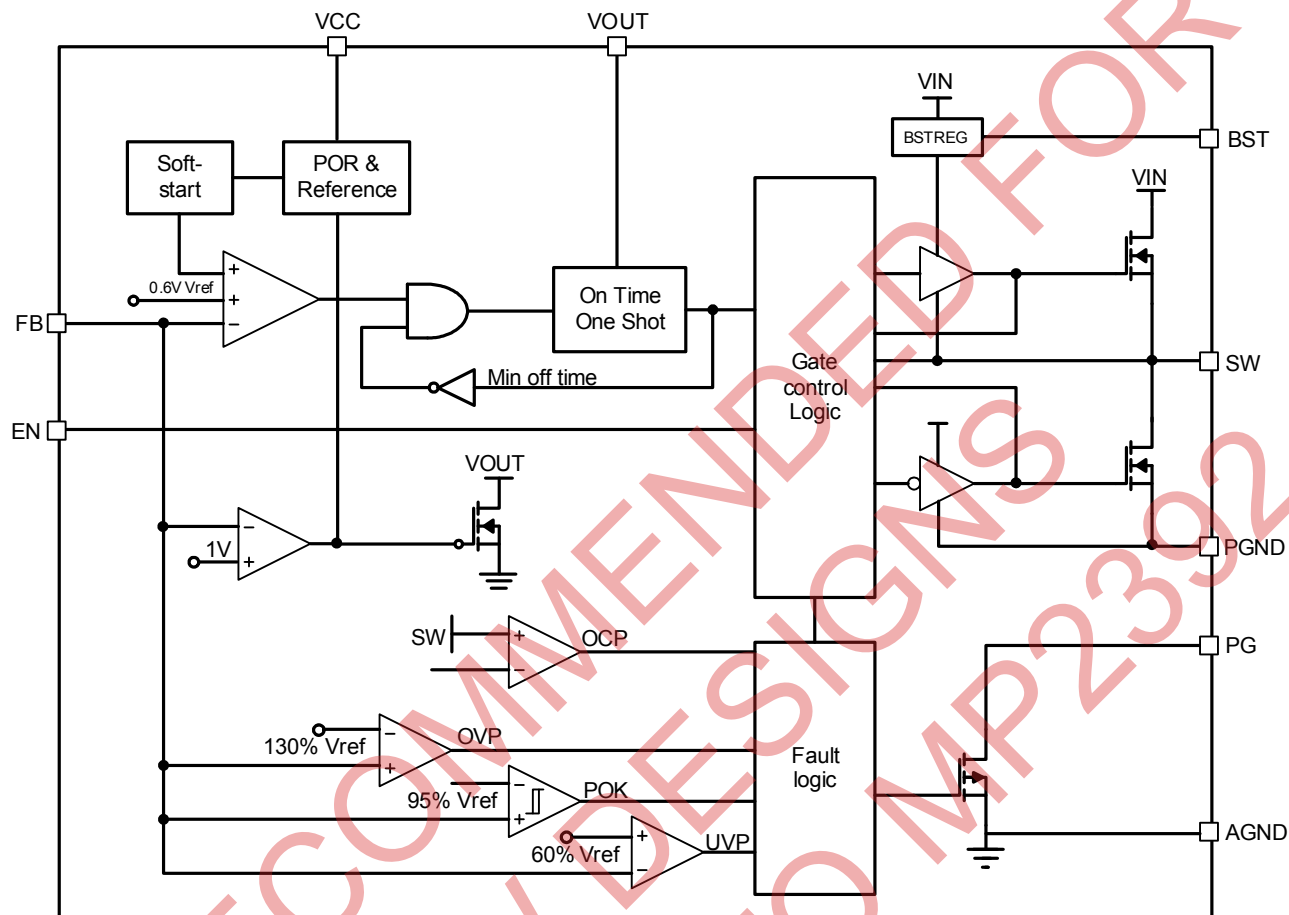 VCC
VOUT
VIN
BSTREG
BST
Soft-
start
POR &
Reference
VIN
0.6V Vref
+
+
−
FB
On Time
One Shot
Min off time
Gate
control
Logic
SW
EN
VOUT
1V
−
+
PGND
SW
+
−
OCP
PG
130% Vref
−
+
OVP
Fault
logic
95% Vref
−
+
POK
60% Vref
+
−
UVP
AGND
RECOMMENDED FOR
DESIGNS
MP2392